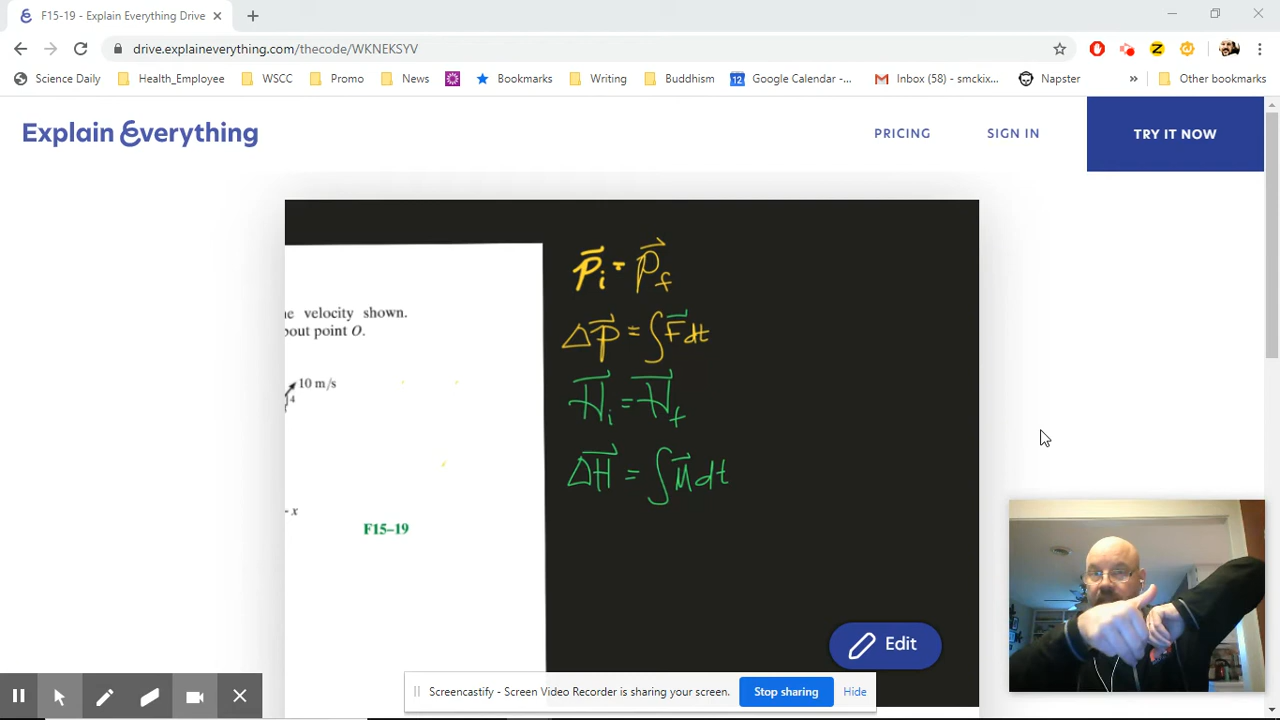 F15-19 - Explain Everything Drive
drive.explaineverything.com/thecode/WKNEKSYV
Science Daily Health_Employee WSCC Promo News Bookmarks Writing Buddhism Google Calendar -... Inbox (58) - smckix... Napster » Other bookmarks
Explain Everything PRICING SIGN IN TRY IT NOW
p⃗i = p⃗f
Δp⃗ = ∫F⃗dt
H⃗i = H⃗f
ΔH⃗ = ∫M⃗dt
e velocity shown.
bout point O.
10 m/s
4
- x
F15–19
Edit
Screencastify - Screen Video Recorder is sharing your screen. Stop sharing Hide